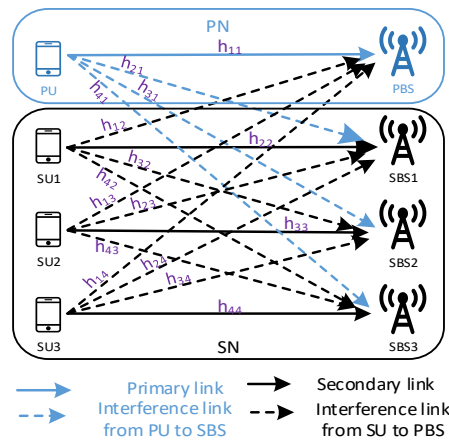 PN
h11
PU
PBS
h21
h31
h41
h12
h22
SU1
SBS1
h32
h42
h13
h23
h33
SU2
SBS2
h43
h14
h24
h34
h44
SU3
SBS3
SN
Primary link
Secondary link
Interference link
from PU to SBS
Interference link
from SU to PBS